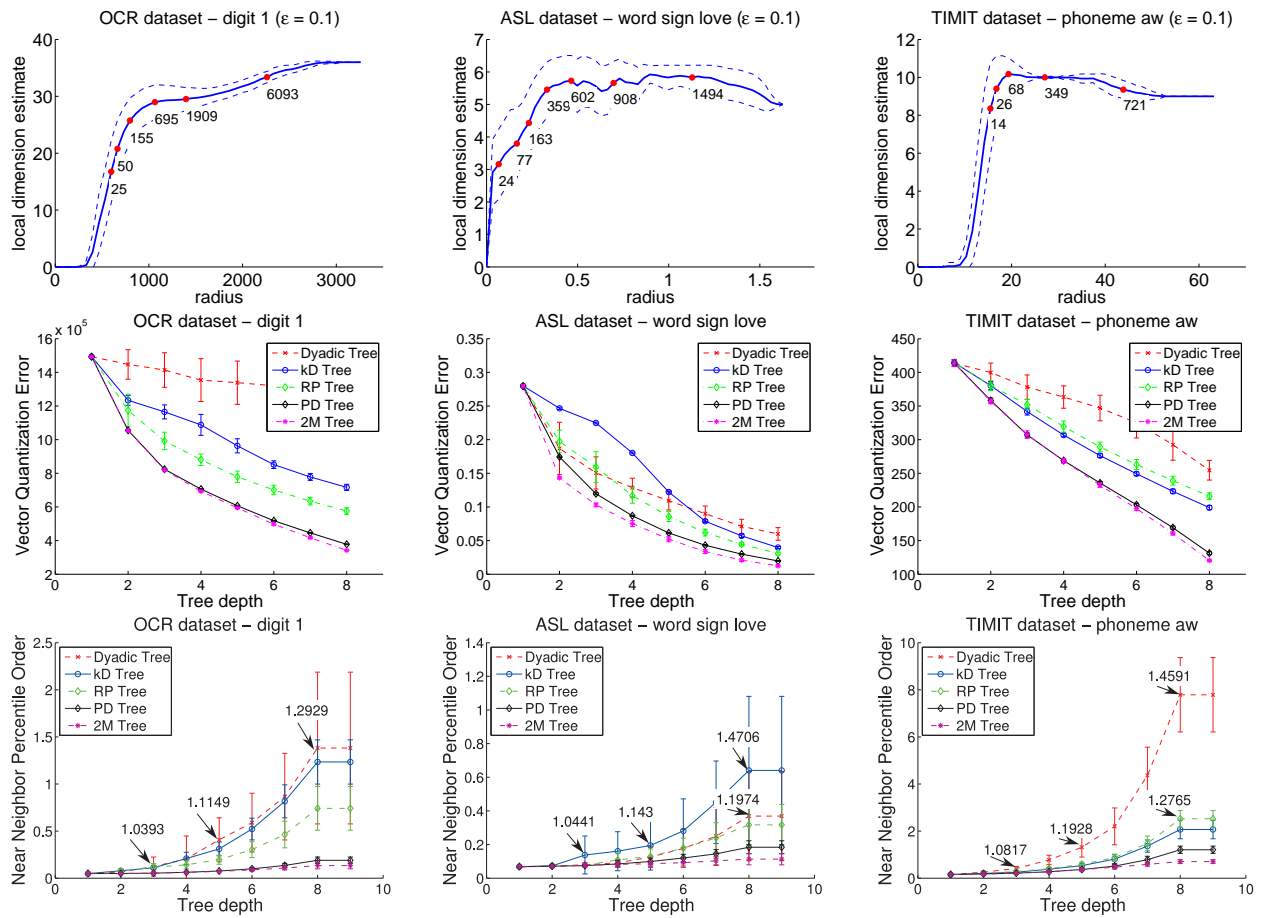 OCR dataset – digit 1 (ε = 0.1)
local dimension estimate
40
30
20
10
0
25
50
155
695
1909
6093
0
1000
2000
3000
radius
ASL dataset – word sign love (ε = 0.1)
local dimension estimate
7
6
5
4
3
2
1
0
24
77
163
359
602
908
1494
0
0.5
1
1.5
radius
TIMIT dataset – phoneme aw (ε = 0.1)
local dimension estimate
12
10
8
6
4
2
0
14
26
68
349
721
0
20
40
60
radius
OCR dataset – digit 1
x 10⁵
Vector Quantization Error
16
14
12
10
8
6
4
2
Dyadic Tree
kD Tree
RP Tree
PD Tree
2M Tree
0
2
4
6
8
10
Tree depth
ASL dataset – word sign love
Vector Quantization Error
0.35
0.3
0.25
0.2
0.15
0.1
0.05
0
Dyadic Tree
kD Tree
RP Tree
PD Tree
2M Tree
0
2
4
6
8
10
Tree depth
TIMIT dataset – phoneme aw
Vector Quantization Error
450
400
350
300
250
200
150
100
Dyadic Tree
kD Tree
RP Tree
PD Tree
2M Tree
0
2
4
6
8
10
Tree depth
OCR dataset – digit 1
Near Neighbor Percentile Order
2.5
2
1.5
1
0.5
0
Dyadic Tree
kD Tree
RP Tree
PD Tree
2M Tree
1.0393
1.1149
1.2929
0
2
4
6
8
10
Tree depth
ASL dataset – word sign love
Near Neighbor Percentile Order
1.4
1.2
1
0.8
0.6
0.4
0.2
0
Dyadic Tree
kD Tree
RP Tree
PD Tree
2M Tree
1.0441
1.143
1.4706
1.1974
0
2
4
6
8
10
Tree depth
TIMIT dataset – phoneme aw
Near Neighbor Percentile Order
10
8
6
4
2
0
Dyadic Tree
kD Tree
RP Tree
PD Tree
2M Tree
1.0817
1.1928
1.4591
1.2765
0
2
4
6
8
10
Tree depth